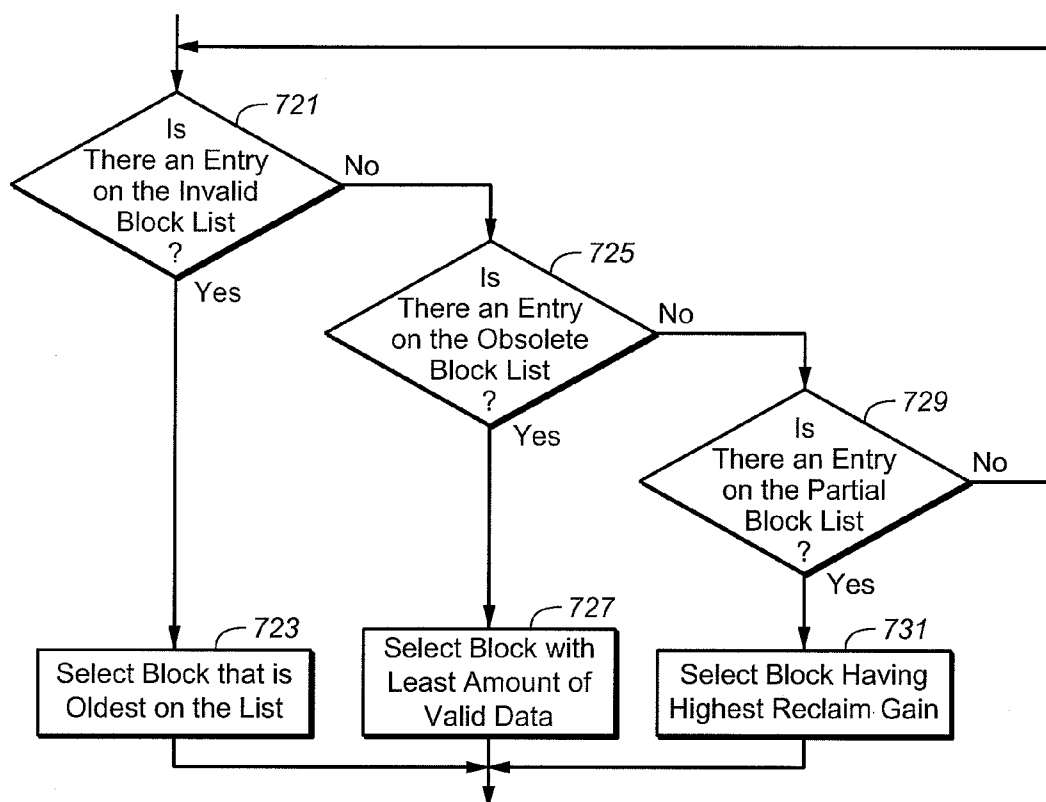 721
Is
There an Entry
on the Invalid
Block List
?
No
Yes
725
Is
There an Entry
on the Obsolete
Block List
?
No
Yes
729
Is
There an Entry
on the Partial
Block List
?
No
Yes
723
Select Block that is
Oldest on the List
727
Select Block with
Least Amount of
Valid Data
731
Select Block Having
Highest Reclaim Gain